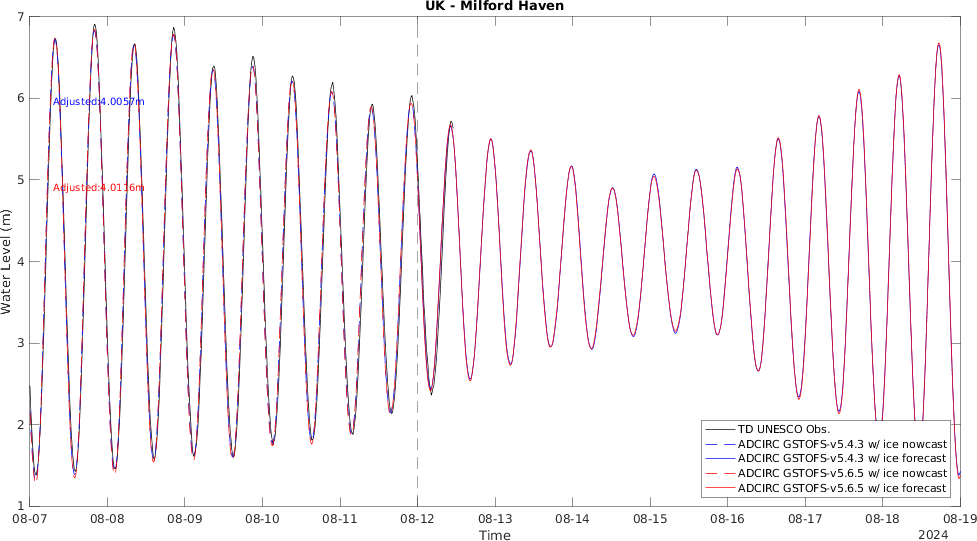 UK - Milford Haven
7
6
5
4
3
2
1
Water Level (m)
Adjusted:4.0057m
Adjusted:4.0116m
TD UNESCO Obs.
ADCIRC GSTOFS-v5.4.3 w/ ice nowcast
ADCIRC GSTOFS-v5.4.3 w/ ice forecast
ADCIRC GSTOFS-v5.6.5 w/ ice nowcast
ADCIRC GSTOFS-v5.6.5 w/ ice forecast
08-07 08-08 08-09 08-10 08-11 08-12 08-13 08-14 08-15 08-16 08-17 08-18 08-19
Time
2024